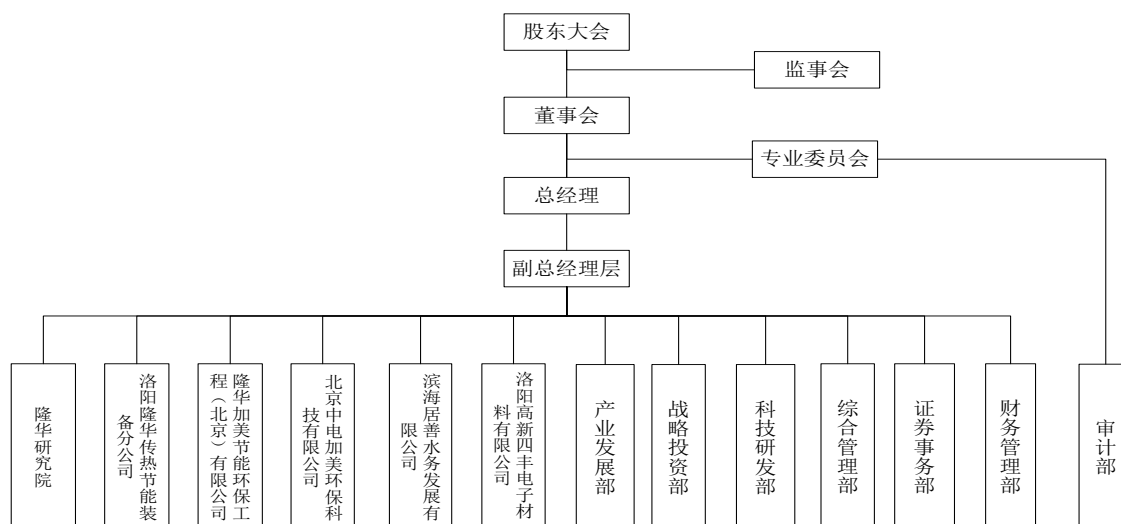 股东大会
监事会
董事会
专业委员会
总经理
副总经理层
隆华研究院
洛阳隆华传热节能装
备分公司
隆华加美节能环保工
程（北京）有限公司
北京中电加美环保科
技有限公司
滨海居善水务发展有
限公司
洛阳高新四丰电子材
料有限公司
产业发展部
战略投资部
科技研发部
综合管理部
证券事务部
财务管理部
审计部